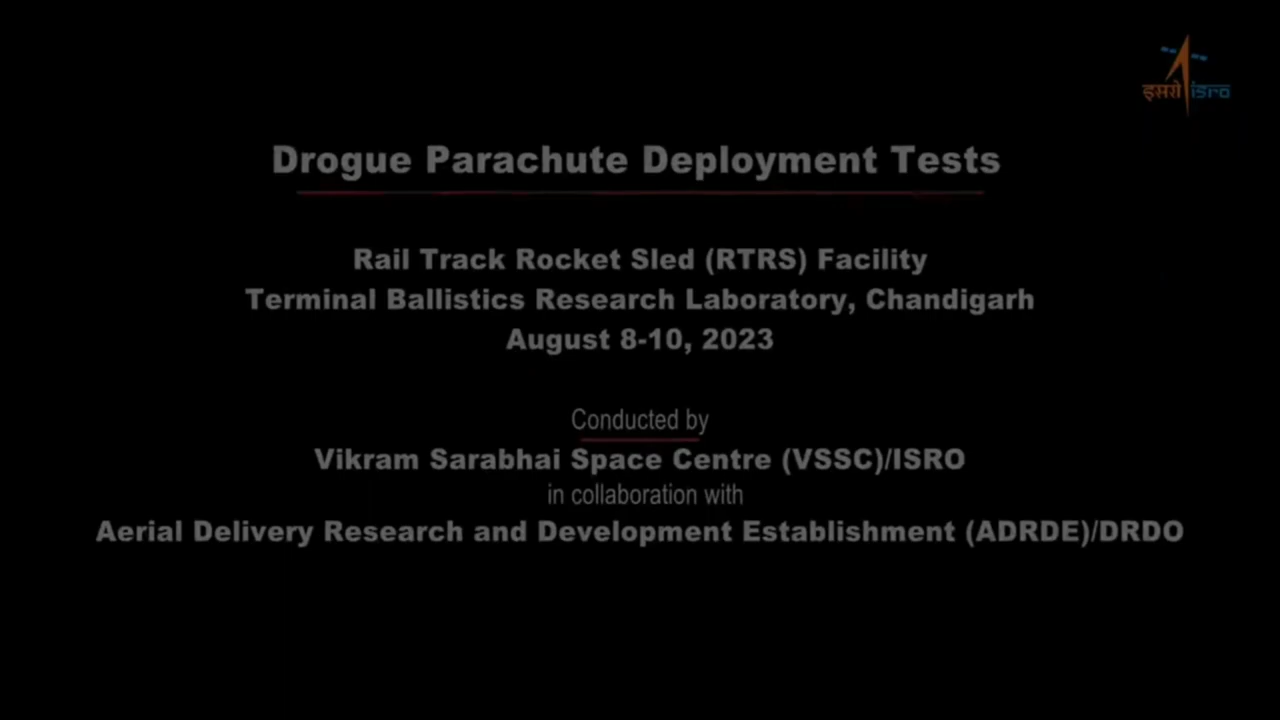 इसरो isro
Drogue Parachute Deployment Tests
Rail Track Rocket Sled (RTRS) Facility
Terminal Ballistics Research Laboratory, Chandigarh
August 8-10, 2023
Conducted by
Vikram Sarabhai Space Centre (VSSC)/ISRO
in collaboration with
Aerial Delivery Research and Development Establishment (ADRDE)/DRDO